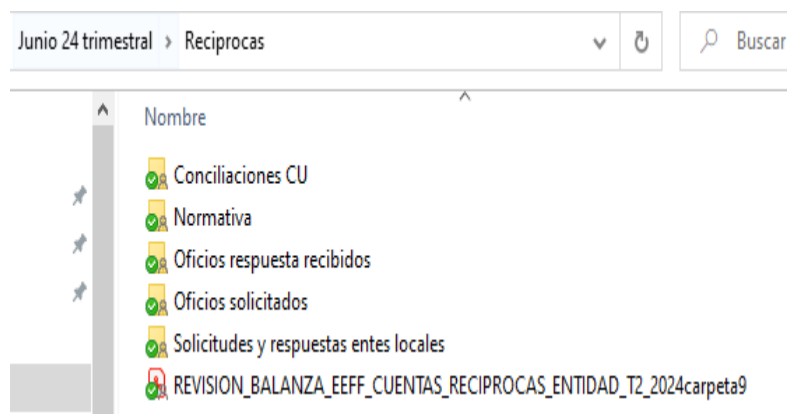 Junio 24 trimestral > Reciprocas Buscar
Nombre
Conciliaciones CU
Normativa
Oficios respuesta recibidos
Oficios solicitados
Solicitudes y respuestas entes locales
REVISION_BALANZA_EEFF_CUENTAS_RECIPROCAS_ENTIDAD_T2_2024carpeta9